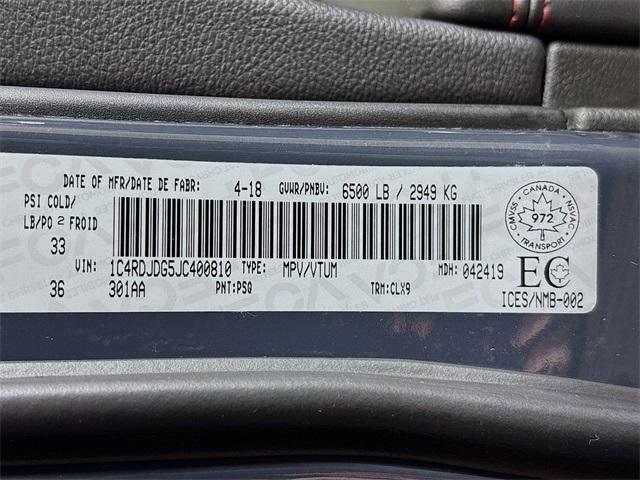 DATE OF MFR/DATE DE FABR: 4-18 GVWR/PNBV: 6500 LB / 2949 KG
PSI COLD/
LB/PO 2 FROID
33
VIN: 1C4RDJDG5JC400810 TYPE: MPV/VTUM MDH: 042419
36 301AA PNT:PSQ TRM:CLX9
CANADA
CMVSS 972 NSVAC
TRANSPORT
EC
ICES/NMB-002